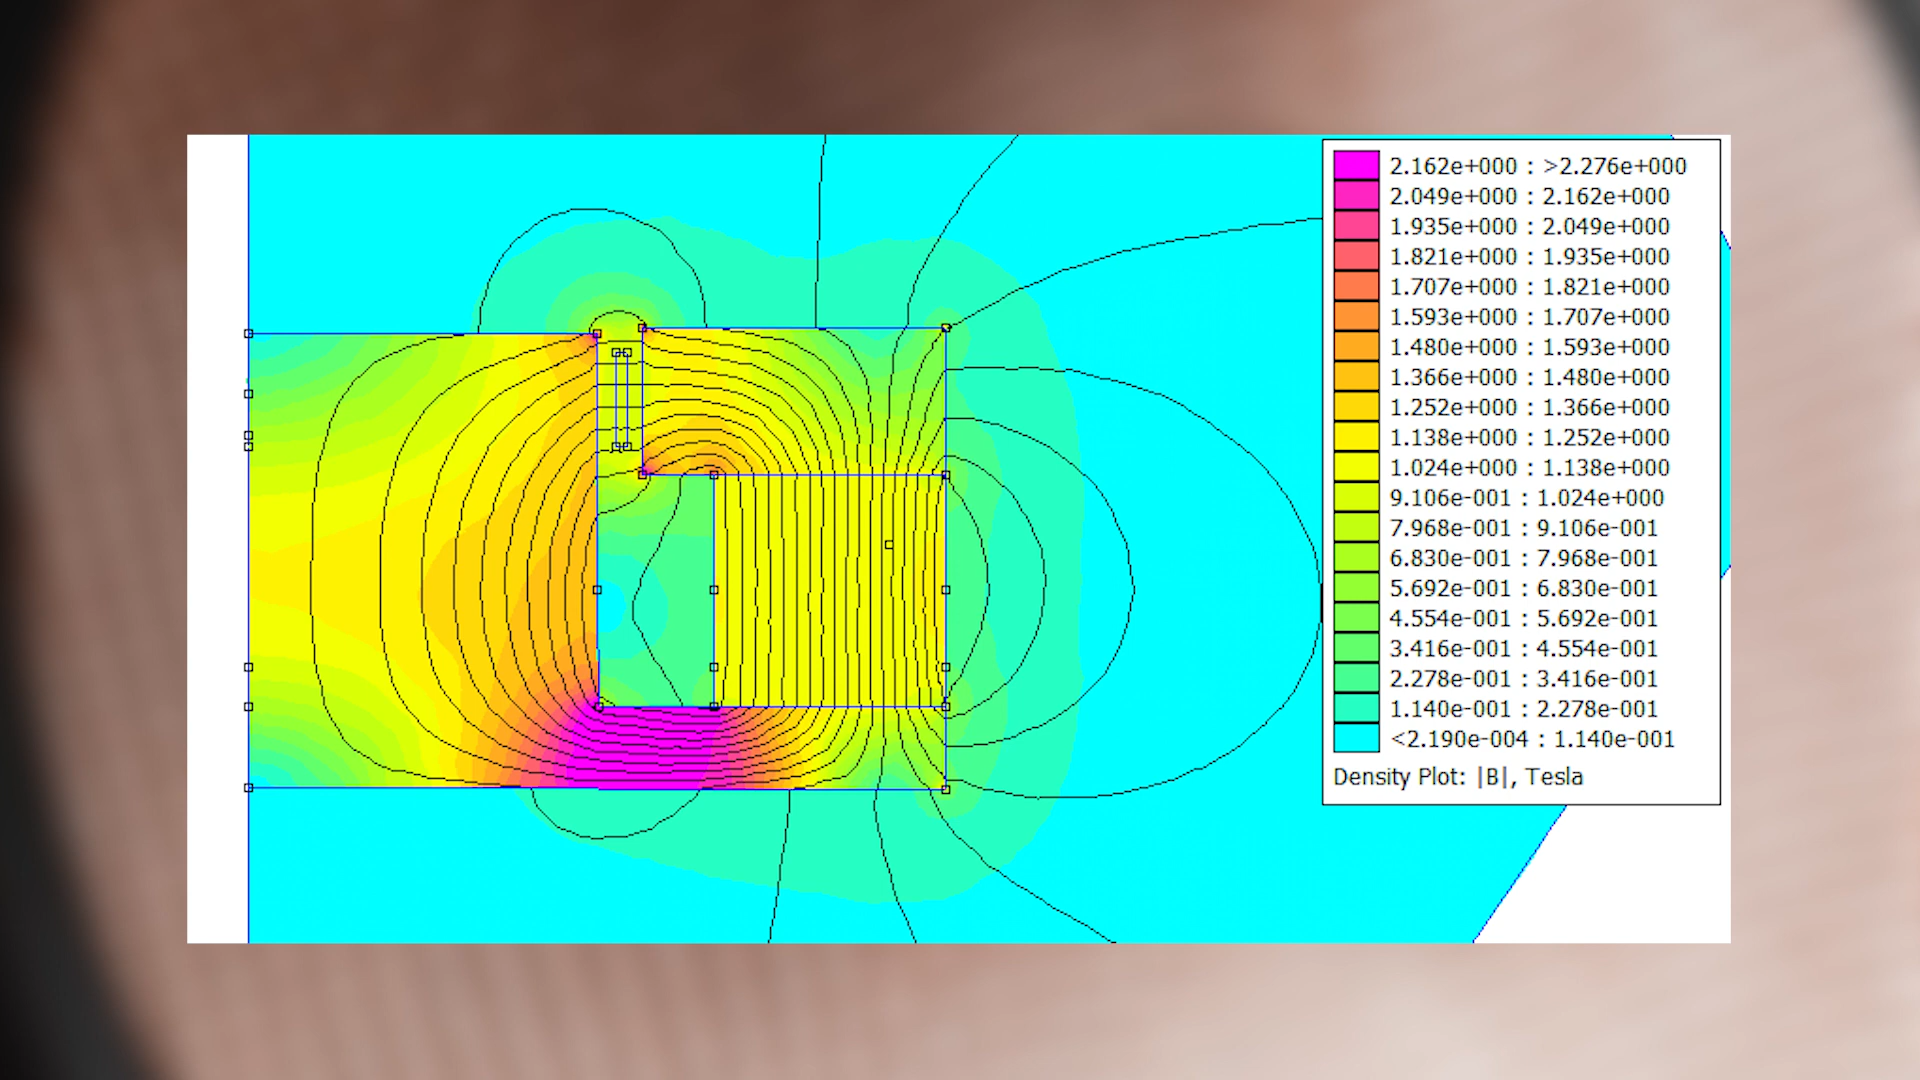 2.162e+000 : >2.276e+000
2.049e+000 : 2.162e+000
1.935e+000 : 2.049e+000
1.821e+000 : 1.935e+000
1.707e+000 : 1.821e+000
1.593e+000 : 1.707e+000
1.480e+000 : 1.593e+000
1.366e+000 : 1.480e+000
1.252e+000 : 1.366e+000
1.138e+000 : 1.252e+000
1.024e+000 : 1.138e+000
9.106e-001 : 1.024e+000
7.968e-001 : 9.106e-001
6.830e-001 : 7.968e-001
5.692e-001 : 6.830e-001
4.554e-001 : 5.692e-001
3.416e-001 : 4.554e-001
2.278e-001 : 3.416e-001
1.140e-001 : 2.278e-001
<2.190e-004 : 1.140e-001
Density Plot: |B|, Tesla